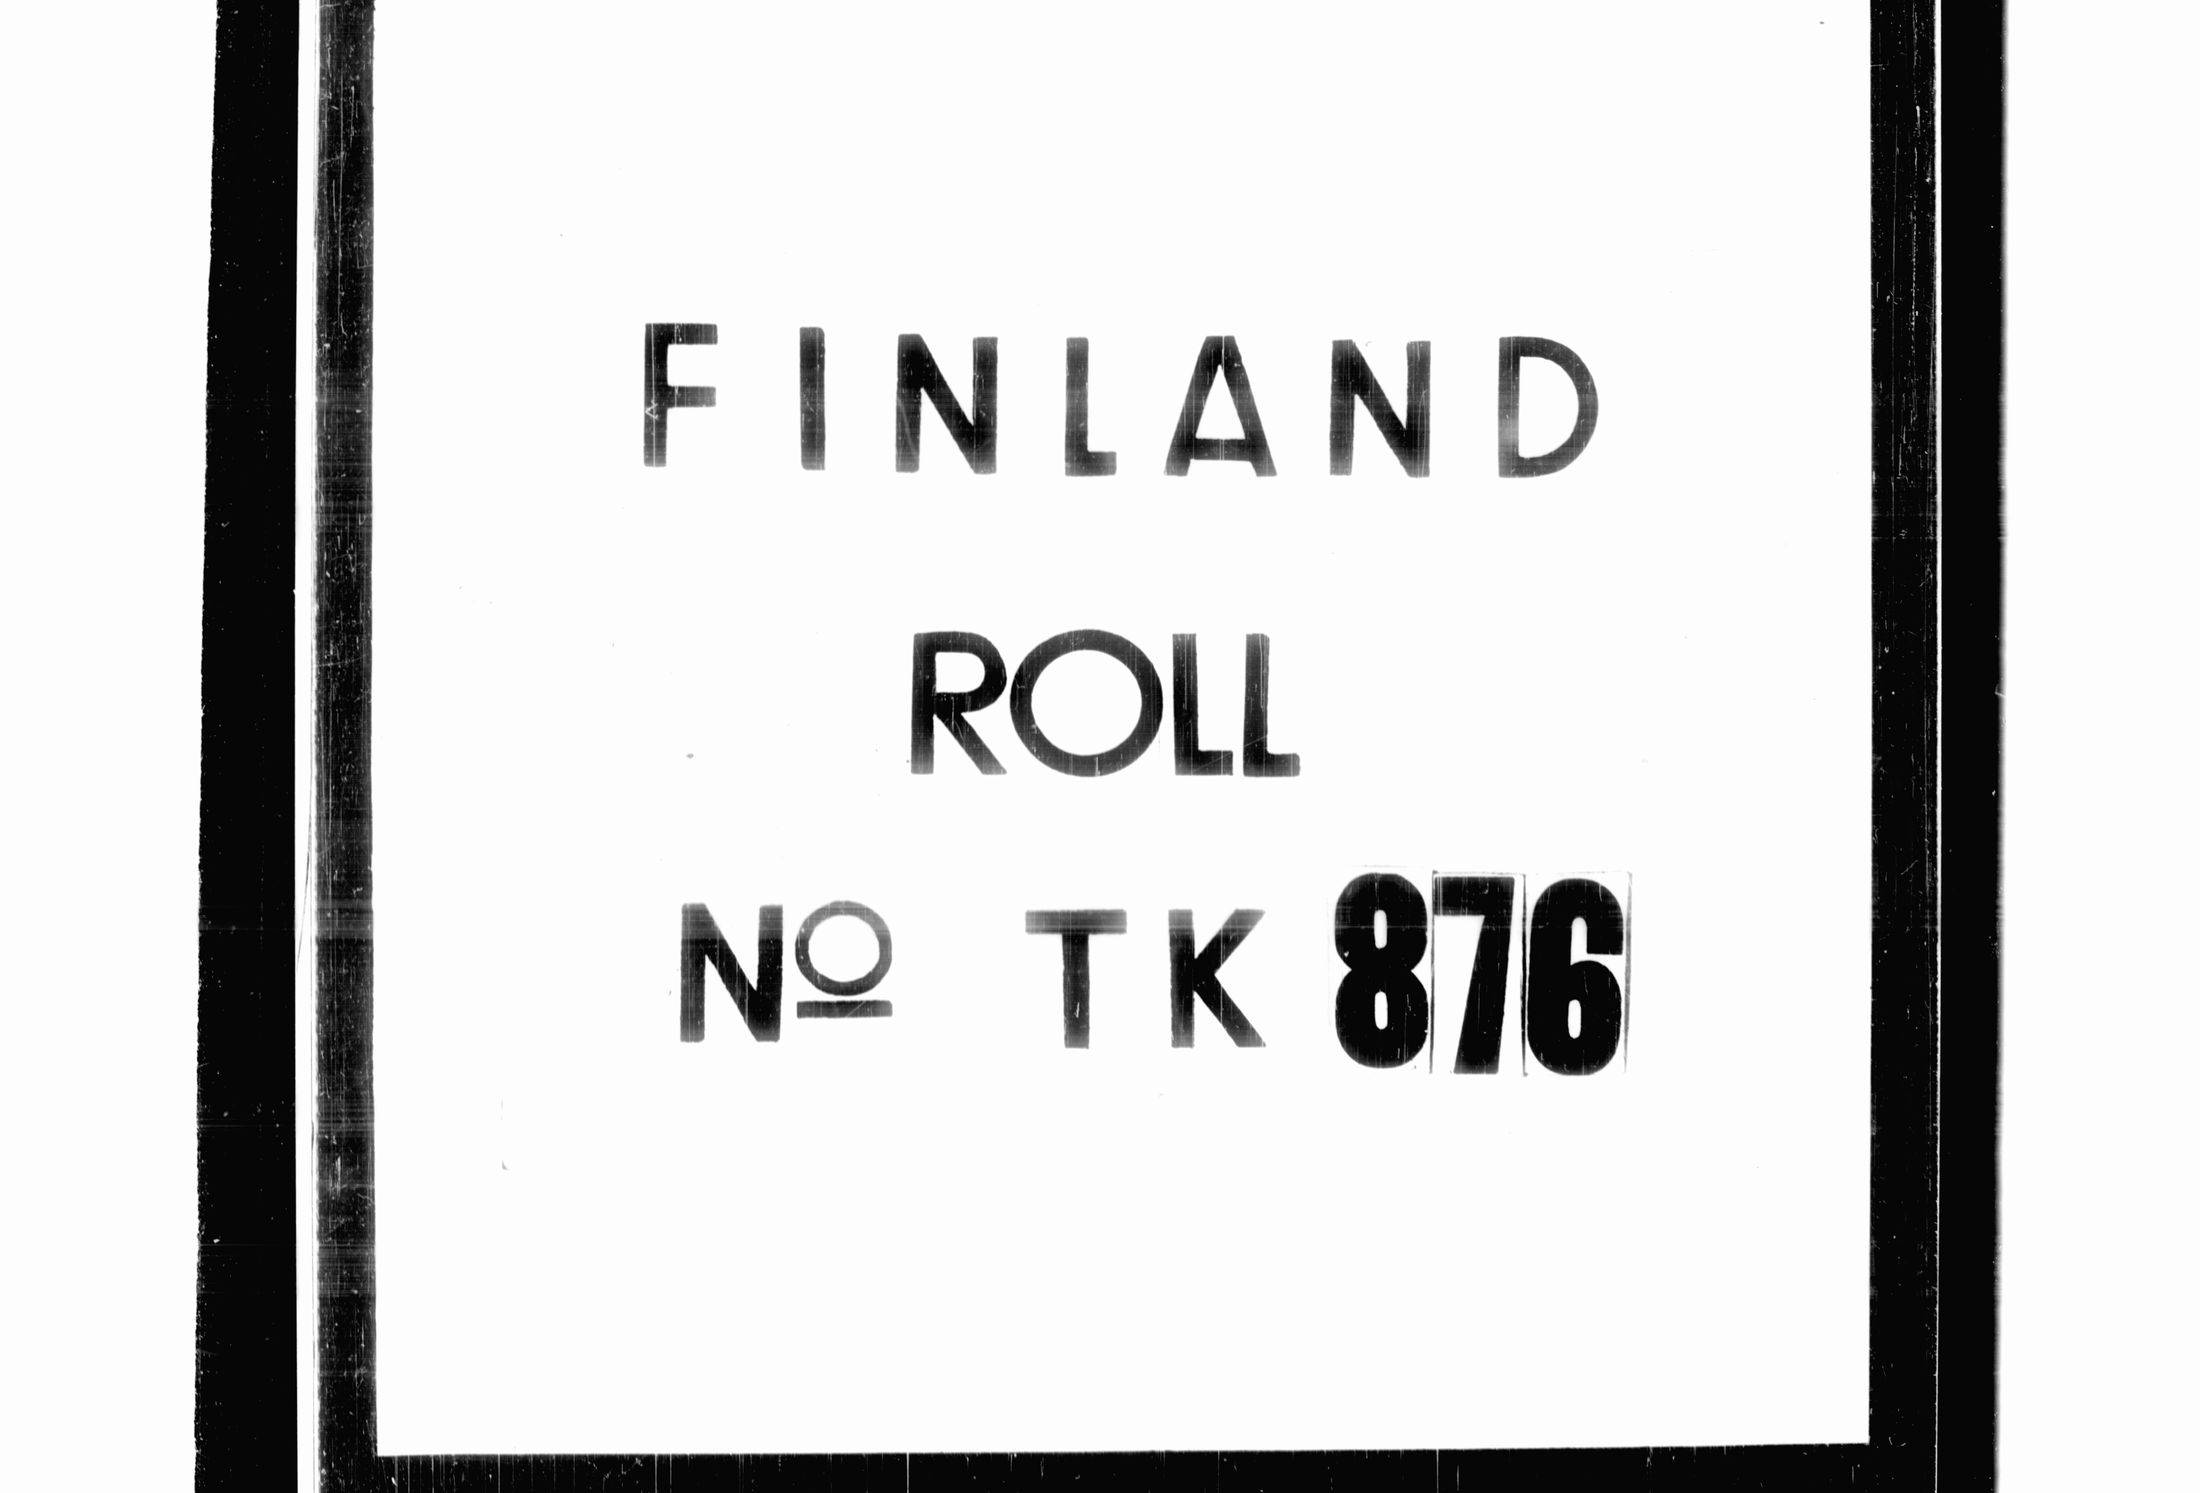 FINLAND
ROLL
Nº TK 876